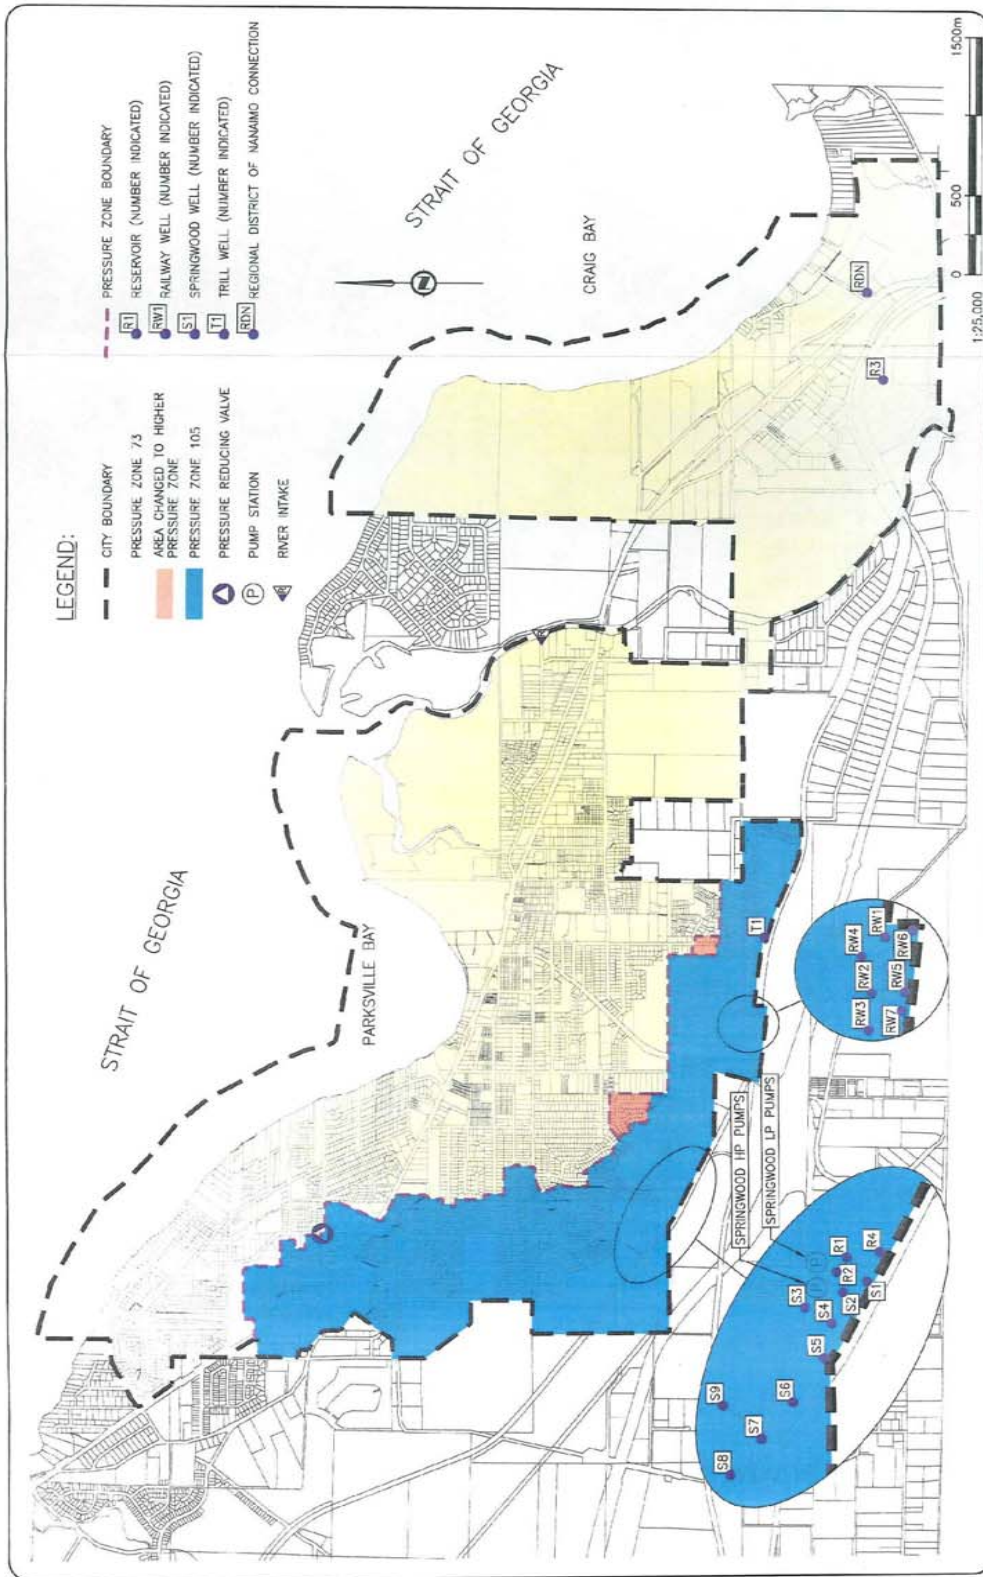 LEGEND:
CITY BOUNDARY
PRESSURE ZONE 73
AREA CHANGED TO HIGHER
PRESSURE ZONE
PRESSURE ZONE 105
PRESSURE REDUCING VALVE
P PUMP STATION
RIVER INTAKE
PRESSURE ZONE BOUNDARY
R1 RESERVOIR (NUMBER INDICATED)
RW1 RAILWAY WELL (NUMBER INDICATED)
S1 SPRINGWOOD WELL (NUMBER INDICATED)
T1 TRILL WELL (NUMBER INDICATED)
RDN REGIONAL DISTRICT OF NANAIMO CONNECTION
STRAIT OF GEORGIA
STRAIT OF GEORGIA
PARKSVILLE BAY
CRAIG BAY
N
RDN
R3
T1
SPRINGWOOD HP PUMPS
SPRINGWOOD LP PUMPS
S8
S9
S7
S6
S5
S3
S4
S2
S1
R2
R1
R4
P
RW3
RW2
RW4
RW1
RW7
RW5
RW6
0
500
1500m
1:25,000